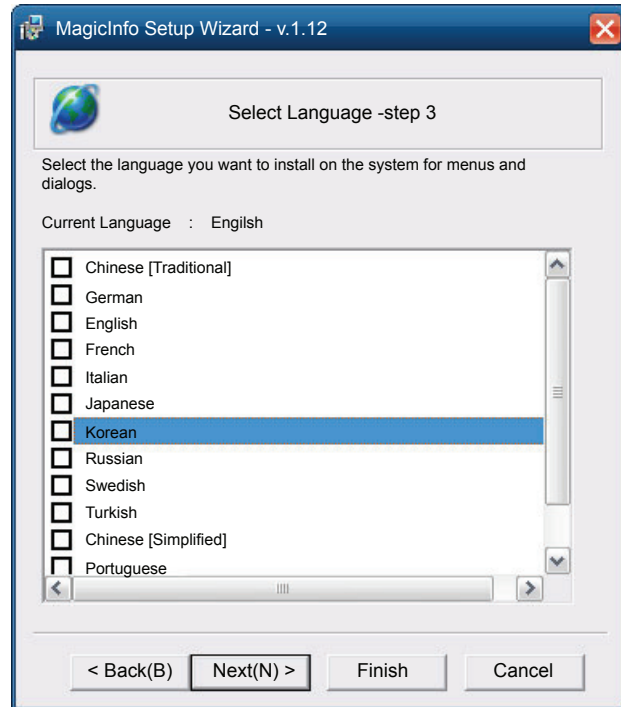 MagicInfo Setup Wizard - v.1.12
Select Language -step 3
Select the language you want to install on the system for menus and
dialogs.
Current Language : Engilsh
Chinese [Traditional]
German
English
French
Italian
Japanese
Korean
Russian
Swedish
Turkish
Chinese [Simplified]
Portuguese
< Back(B) Next(N) > Finish Cancel